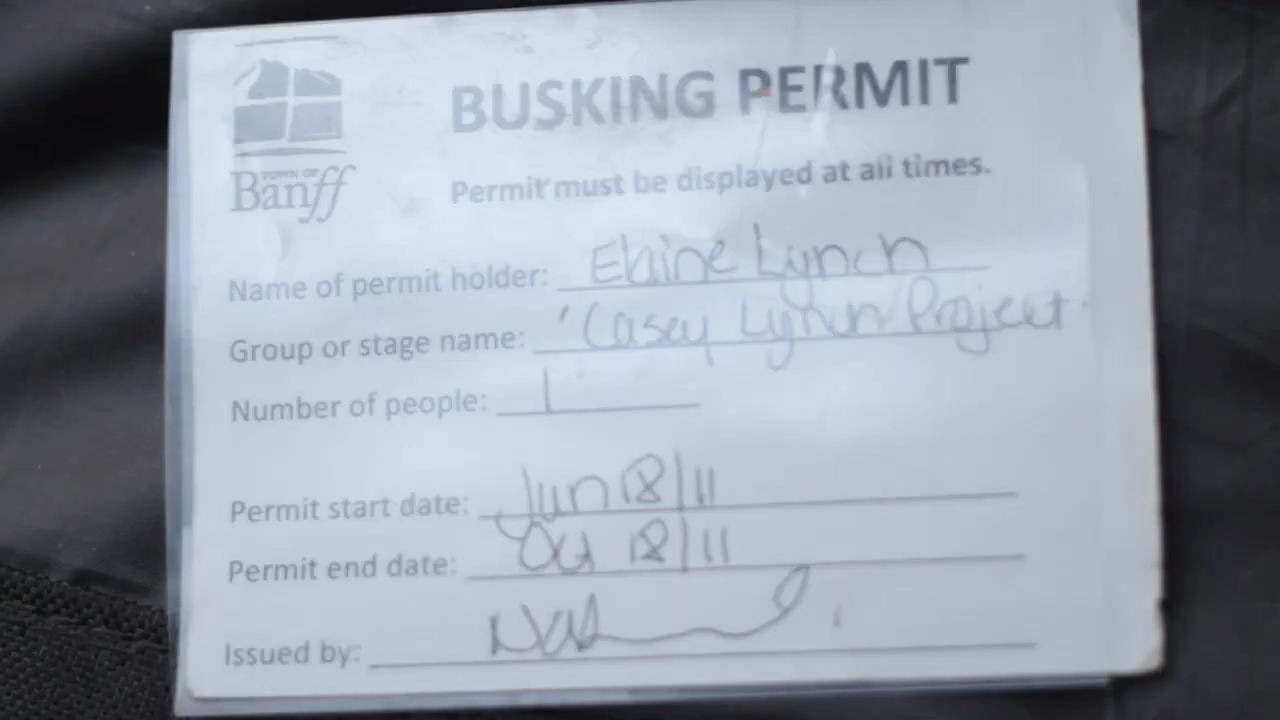 TOWN OF
Banff
BUSKING PERMIT
Permit must be displayed at all times.
Name of permit holder: Elaine Lynch
Group or stage name: 'Casey Lynch Project
Number of people: 1
Permit start date: Jun 18/11
Permit end date: Oct 18/11
Issued by: